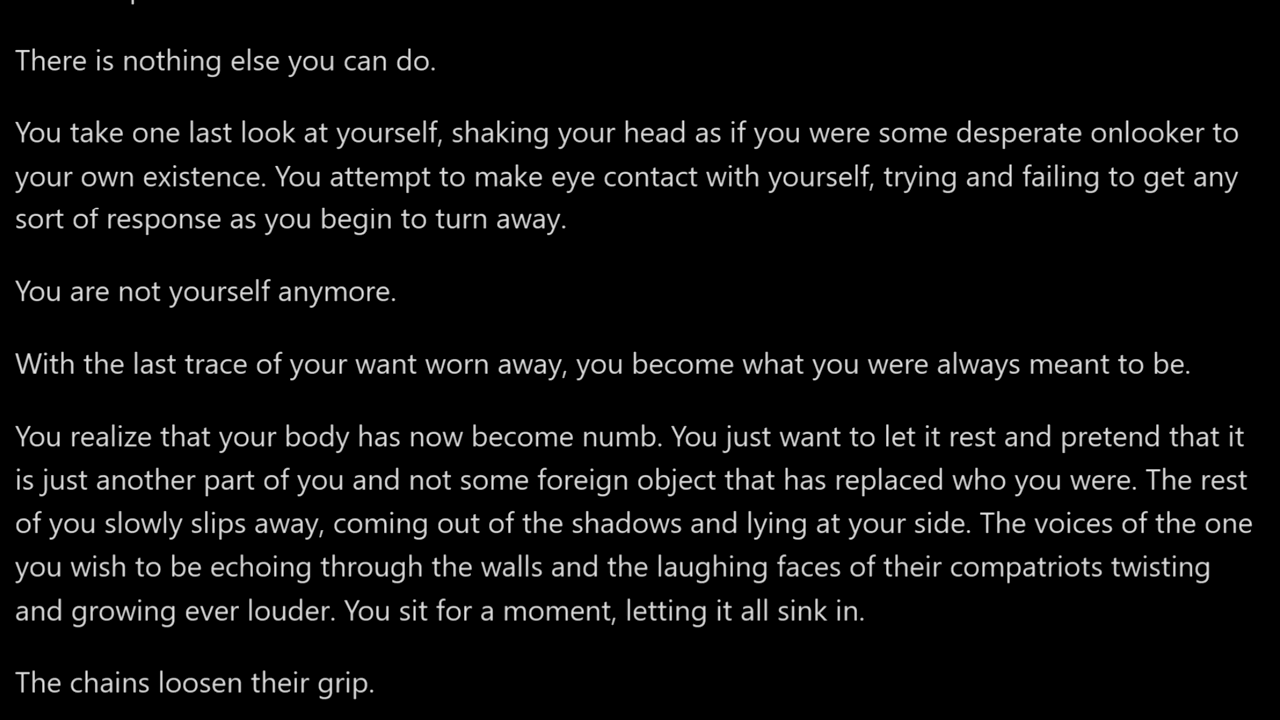 There is nothing else you can do.
You take one last look at yourself, shaking your head as if you were some desperate onlooker to
your own existence. You attempt to make eye contact with yourself, trying and failing to get any
sort of response as you begin to turn away.
You are not yourself anymore.
With the last trace of your want worn away, you become what you were always meant to be.
You realize that your body has now become numb. You just want to let it rest and pretend that it
is just another part of you and not some foreign object that has replaced who you were. The rest
of you slowly slips away, coming out of the shadows and lying at your side. The voices of the one
you wish to be echoing through the walls and the laughing faces of their compatriots twisting
and growing ever louder. You sit for a moment, letting it all sink in.
The chains loosen their grip.